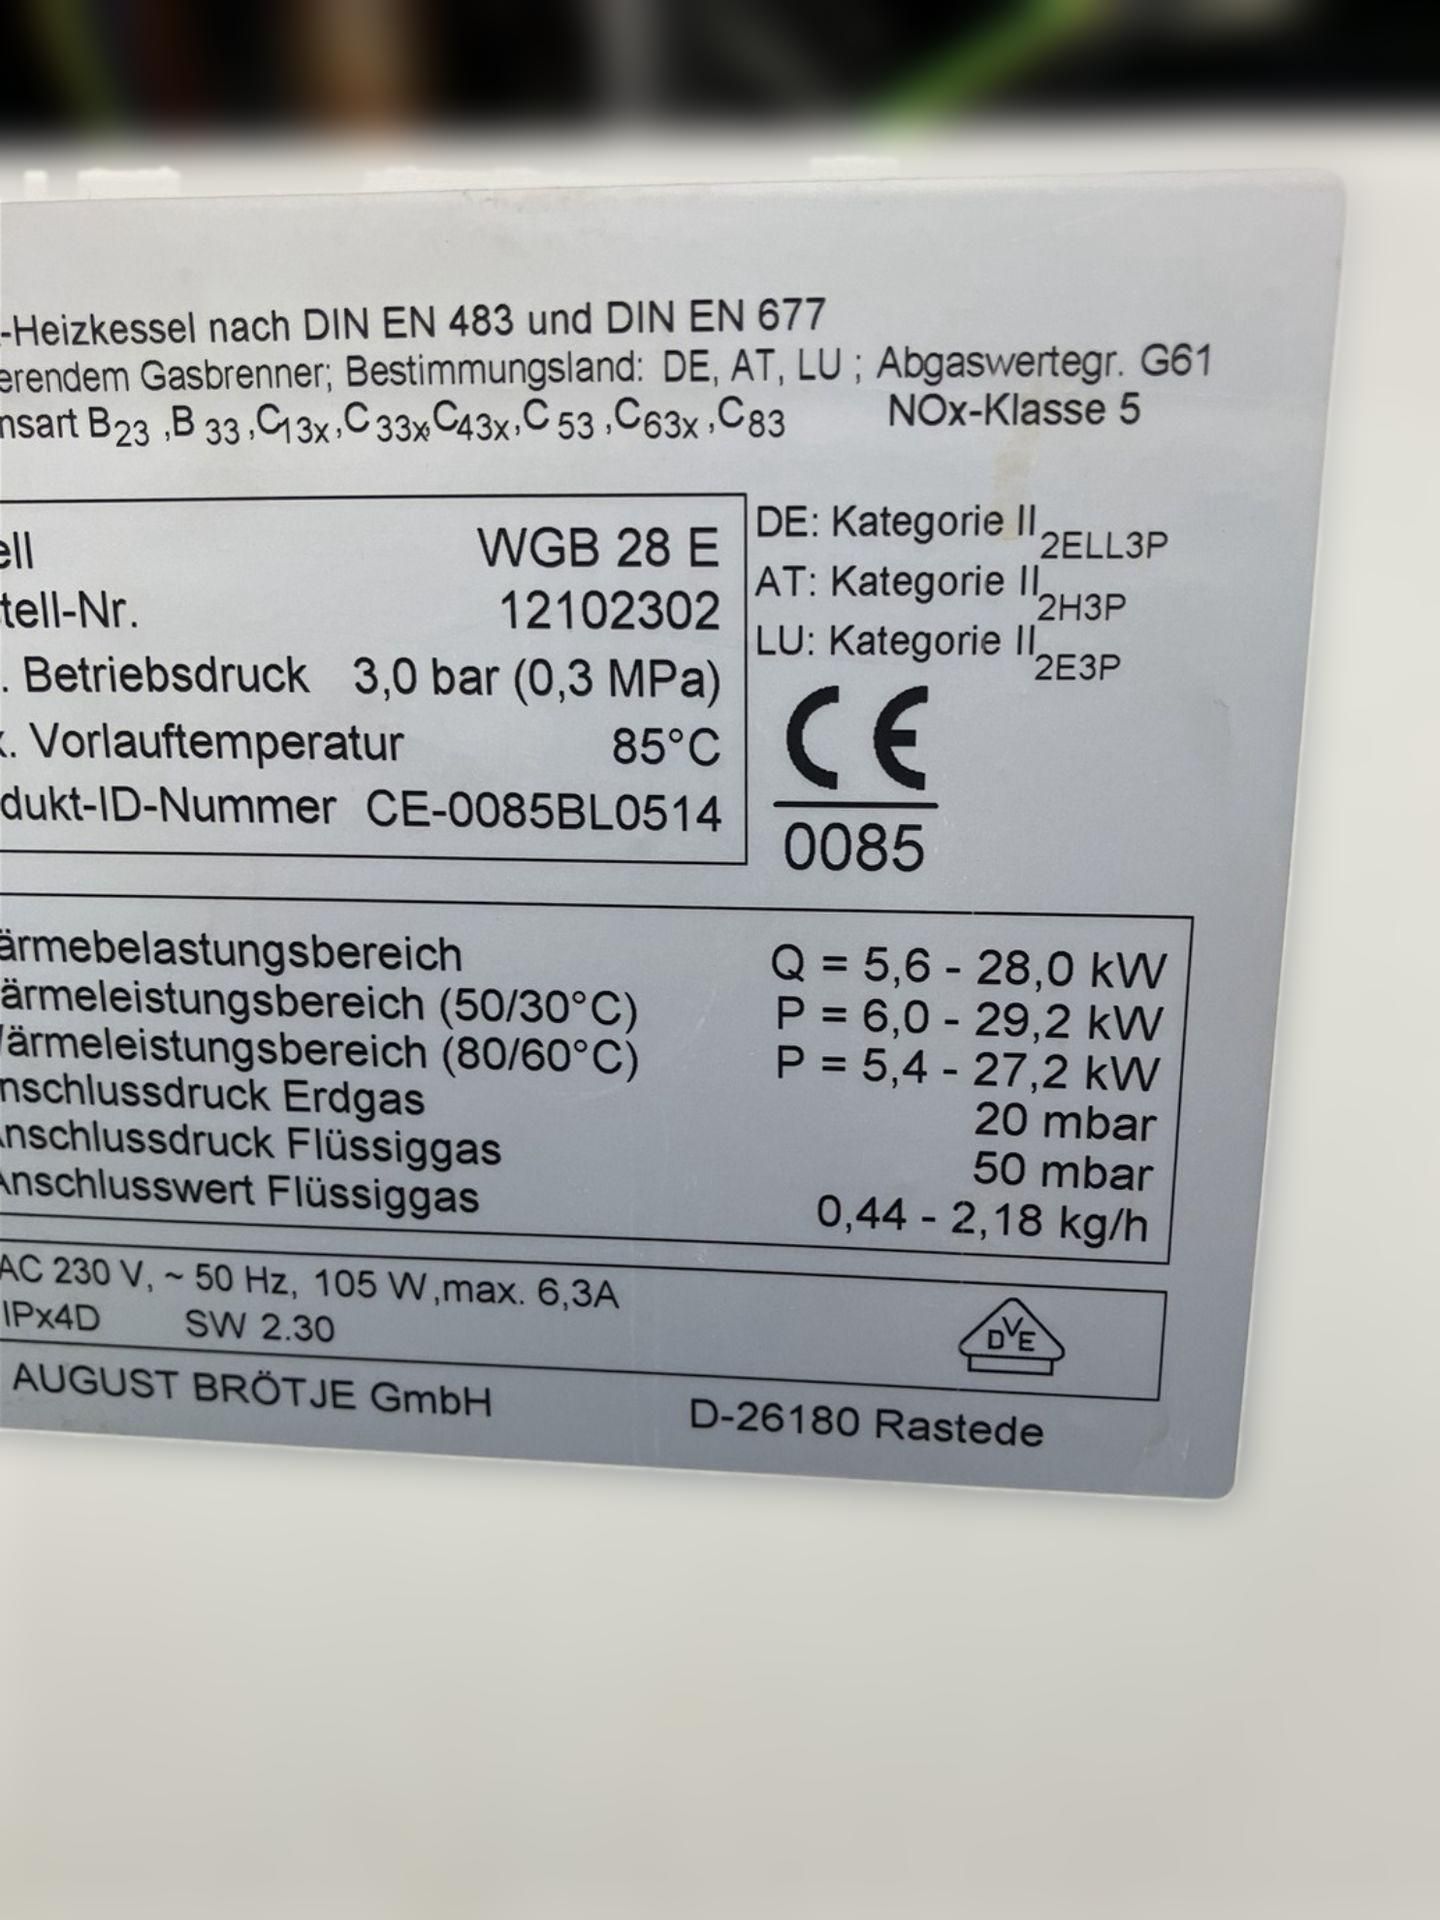 -Heizkessel nach DIN EN 483 und DIN EN 677
erendem Gasbrenner; Bestimmungsland: DE, AT, LU ; Abgaswertegr. G61
nsart B23 ,B 33 ,C13x ,C 33x,C43x ,C 53 ,C63x ,C83 NOx-Klasse 5
ell WGB 28 E
tell-Nr. 12102302
. Betriebsdruck 3,0 bar (0,3 MPa)
. Vorlauftemperatur 85°C
dukt-ID-Nummer CE-0085BL0514
DE: Kategorie II2ELL3P
AT: Kategorie II2H3P
LU: Kategorie II2E3P
CE
0085
ärmebelastungsbereich Q = 5,6 - 28,0 kW
ärmeleistungsbereich (50/30°C) P = 6,0 - 29,2 kW
ärmeleistungsbereich (80/60°C) P = 5,4 - 27,2 kW
nschlussdruck Erdgas 20 mbar
nschlussdruck Flüssiggas 50 mbar
Anschlusswert Flüssiggas 0,44 - 2,18 kg/h
AC 230 V, ~ 50 Hz, 105 W ,max. 6,3A
IPx4D SW 2.30
DVE
AUGUST BRÖTJE GmbH D-26180 Rastede